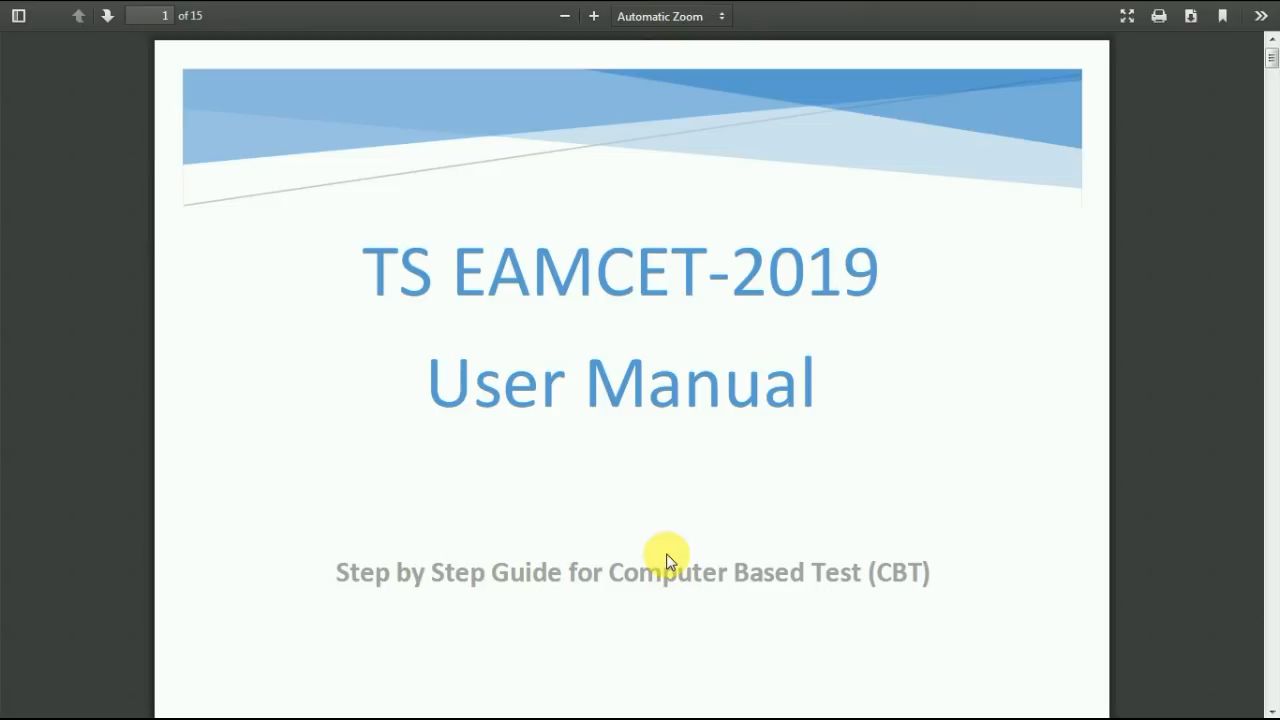 1 of 15 Automatic Zoom
TS EAMCET-2019
User Manual
Step by Step Guide for Computer Based Test (CBT)